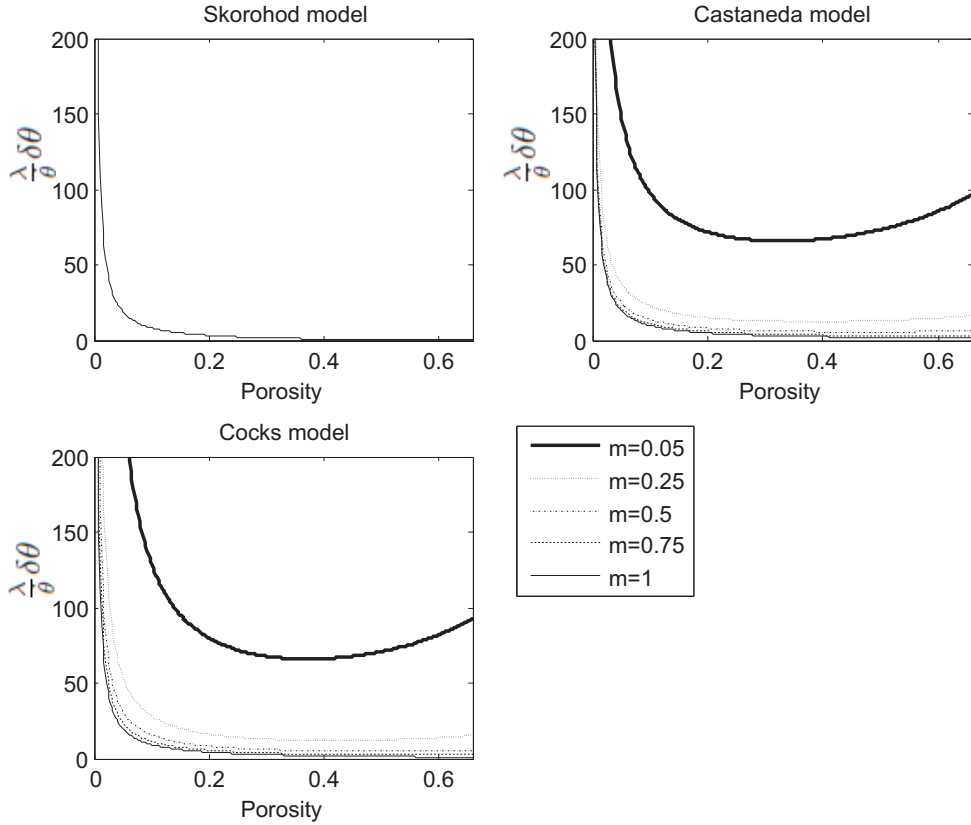 Skorohod model
200
150
100
50
0
λ/θ δθ
0 0.2 0.4 0.6
Porosity
Castaneda model
200
150
100
50
0
λ/θ δθ
0 0.2 0.4 0.6
Porosity
Cocks model
200
150
100
50
0
λ/θ δθ
0 0.2 0.4 0.6
Porosity
m=0.05
m=0.25
m=0.5
m=0.75
m=1